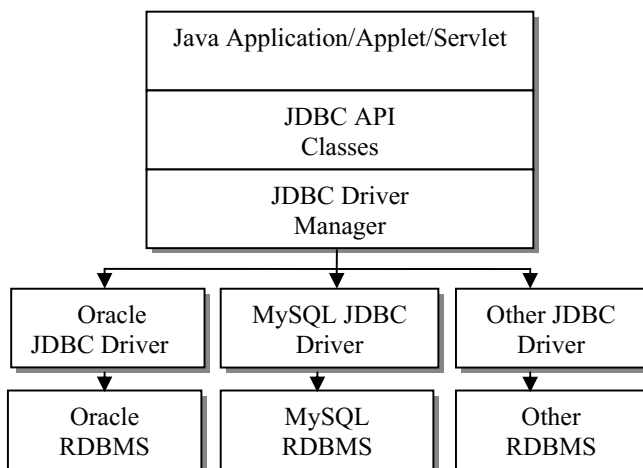 Java Application/Applet/Servlet
JDBC API
Classes
JDBC Driver
Manager
Oracle
JDBC Driver
MySQL JDBC
Driver
Other JDBC
Driver
Oracle
RDBMS
MySQL
RDBMS
Other
RDBMS